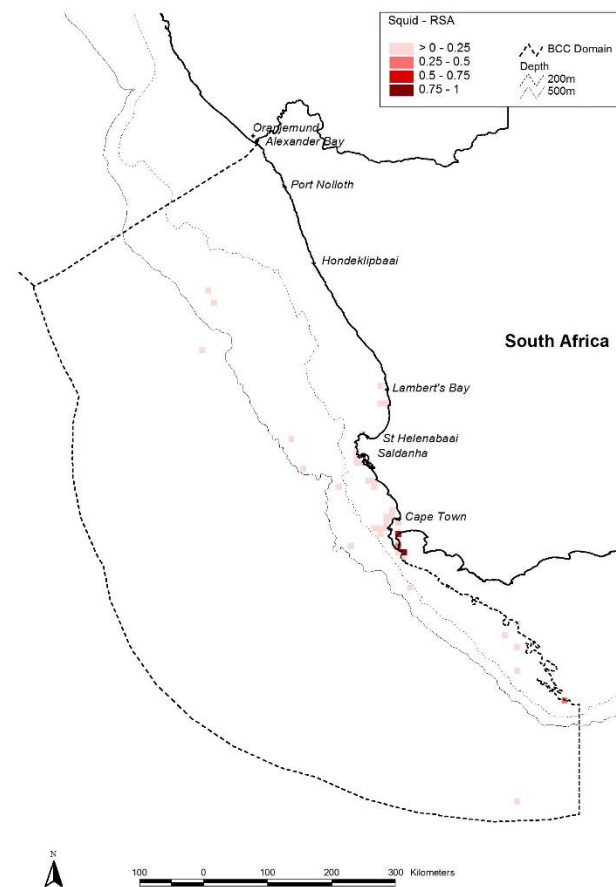 Squid - RSA
> 0 - 0.25
0.25 - 0.5
0.5 - 0.75
0.75 - 1
BCC Domain
Depth
200m
500m
Oranjemund
Alexander Bay
Port Nolloth
Hondeklipbaai
South Africa
Lambert's Bay
St Helenabaai
Saldanha
Cape Town
N
100 0 100 200 300 Kilometers